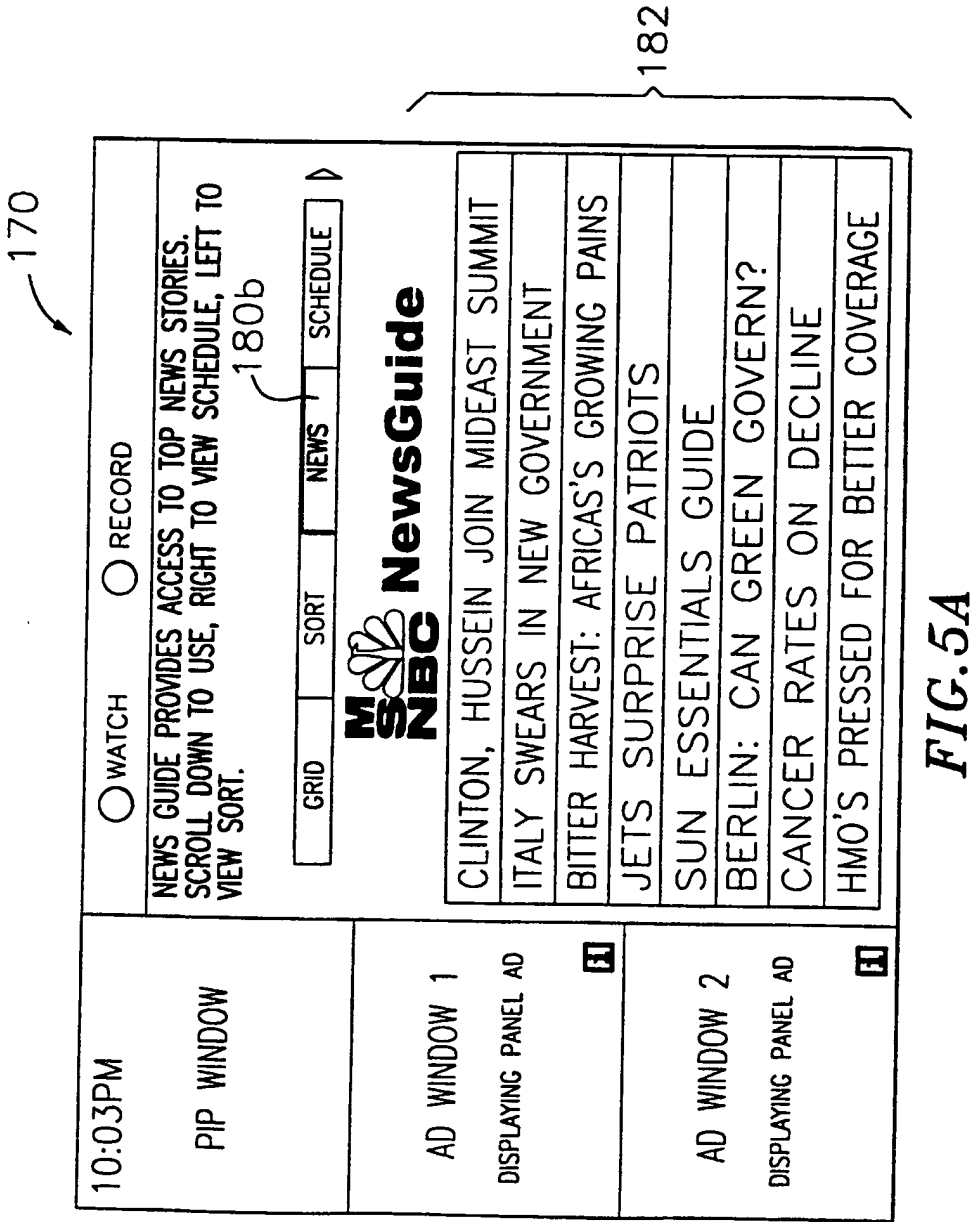 170
10:03PM
○ WATCH ○ RECORD
PIP WINDOW
NEWS GUIDE PROVIDES ACCESS TO TOP NEWS STORIES.
SCROLL DOWN TO USE, RIGHT TO VIEW SCHEDULE, LEFT TO
VIEW SORT.
GRID SORT NEWS SCHEDULE
180b
MSNBC NewsGuide
AD WINDOW 1
DISPLAYING PANEL AD
i
AD WINDOW 2
DISPLAYING PANEL AD
i
CLINTON, HUSSEIN JOIN MIDEAST SUMMIT
ITALY SWEARS IN NEW GOVERNMENT
BITTER HARVEST: AFRICAS'S GROWING PAINS
JETS SURPRISE PATRIOTS
SUN ESSENTIALS GUIDE
BERLIN: CAN GREEN GOVERN?
CANCER RATES ON DECLINE
HMO'S PRESSED FOR BETTER COVERAGE
182
FIG.5A